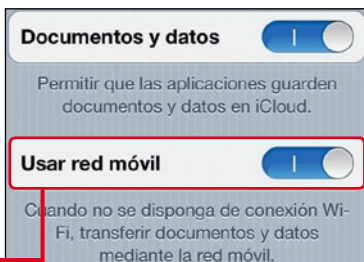 Documentos y datos
Permitir que las aplicaciones guarden
documentos y datos en iCloud.
Usar red móvil
Cuando no se disponga de conexión Wi-
Fi, transferir documentos y datos
mediante la red móvil.